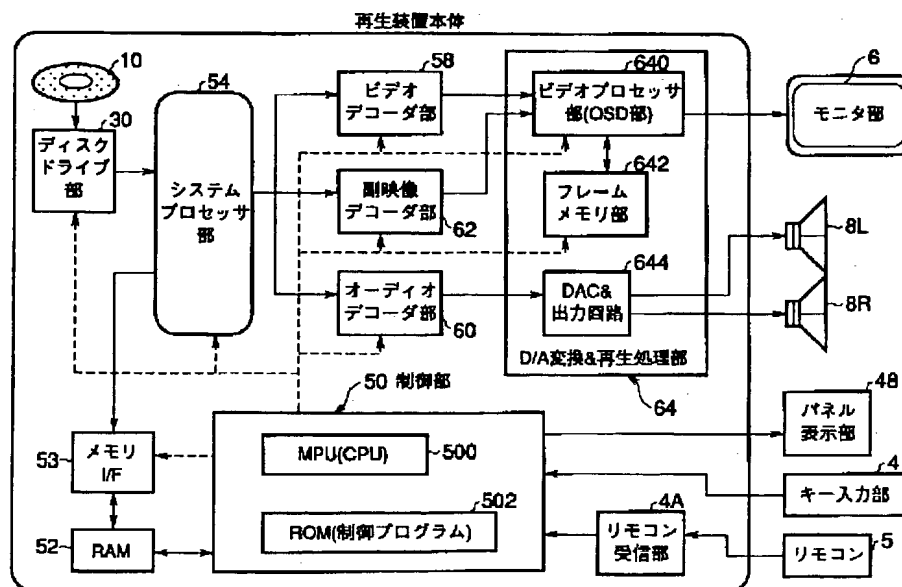 再生装置本体
10
30
ディスク
ドライブ
部
54
システム
プロセッサ
部
58
ビデオ
デコーダ部
副映像
デコーダ部
62
オーディオ
デコーダ部
60
640
ビデオプロセッサ
部(OSD部)
642
フレーム
メモリ部
644
DAC&
出力回路
D/A変換&再生処理部
64
6
モニタ部
8L
8R
48
パネル
表示部
4
キー入力部
5
リモコン
4A
リモコン
受信部
50 制御部
MPU(CPU)
500
502
ROM(制御プログラム)
53
メモリ
I/F
52
RAM